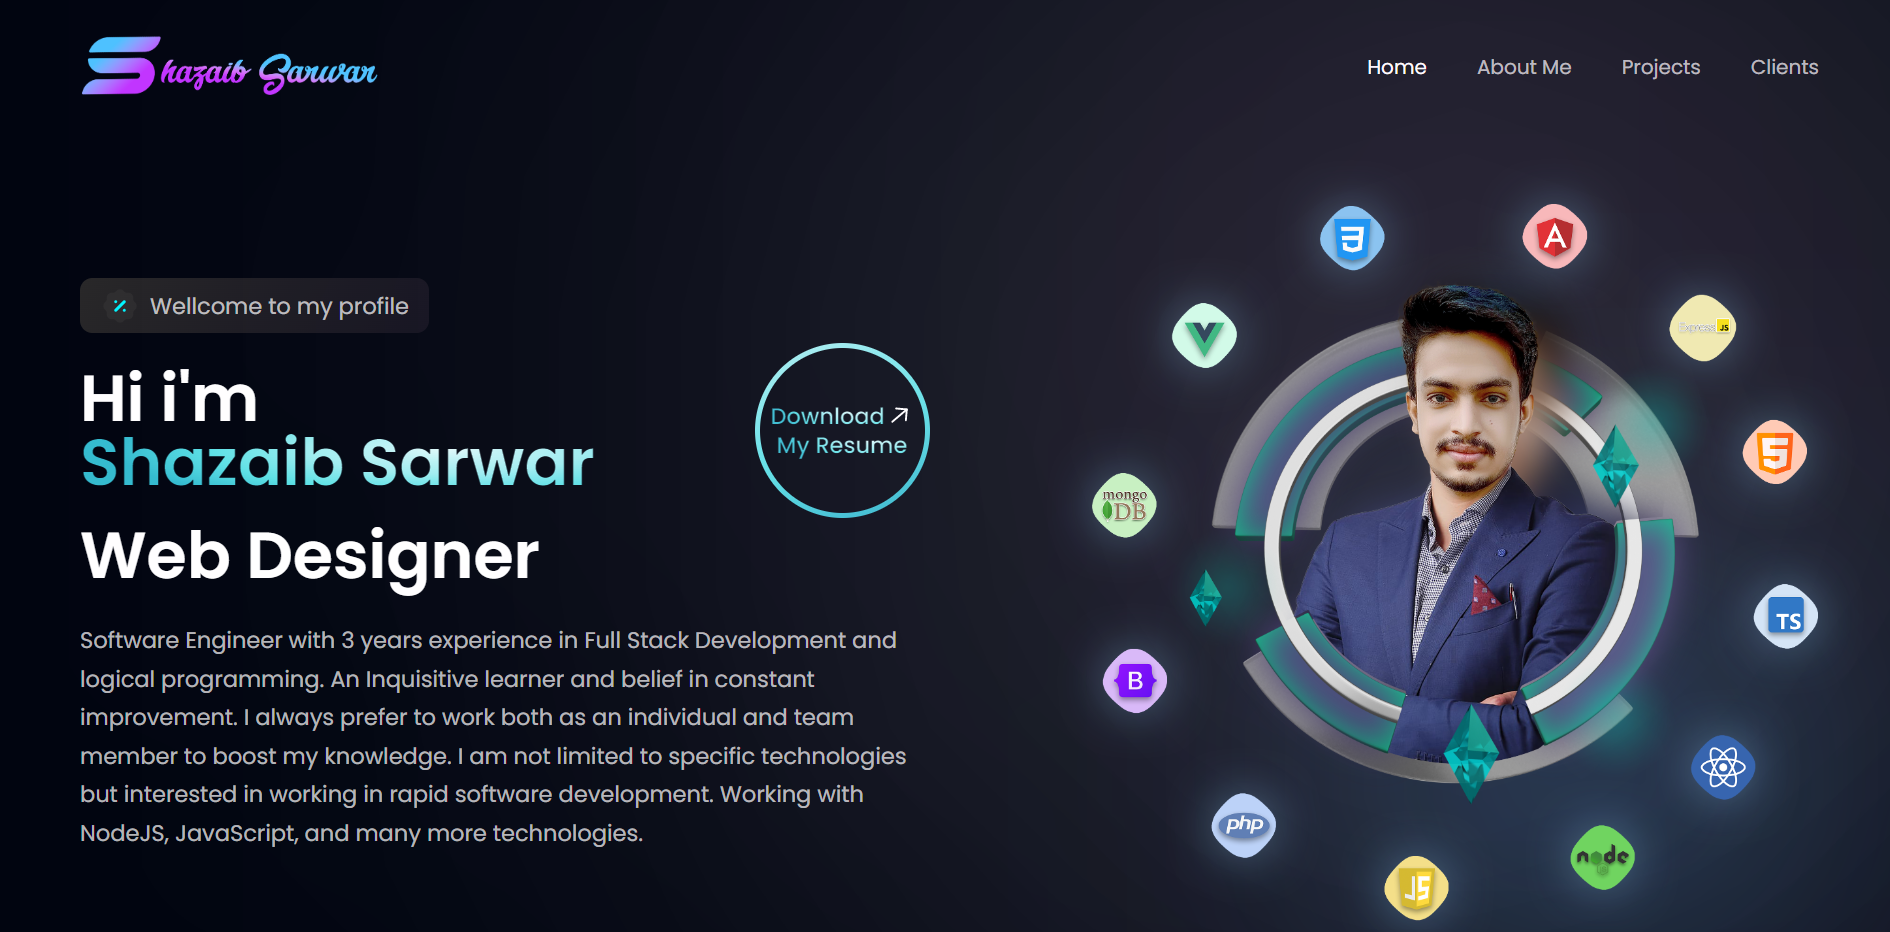 Shazaib Sarwar
Home About Me Projects Clients
Wellcome to my profile
Hi i'm
Shazaib Sarwar
Web Designer
Download
My Resume
Software Engineer with 3 years experience in Full Stack Development and
logical programming. An Inquisitive learner and belief in constant
improvement. I always prefer to work both as an individual and team
member to boost my knowledge. I am not limited to specific technologies
but interested in working in rapid software development. Working with
NodeJS, JavaScript, and many more technologies.
3
A
Express JS
5
mongo
DB
TS
B
php
JS
node
JS